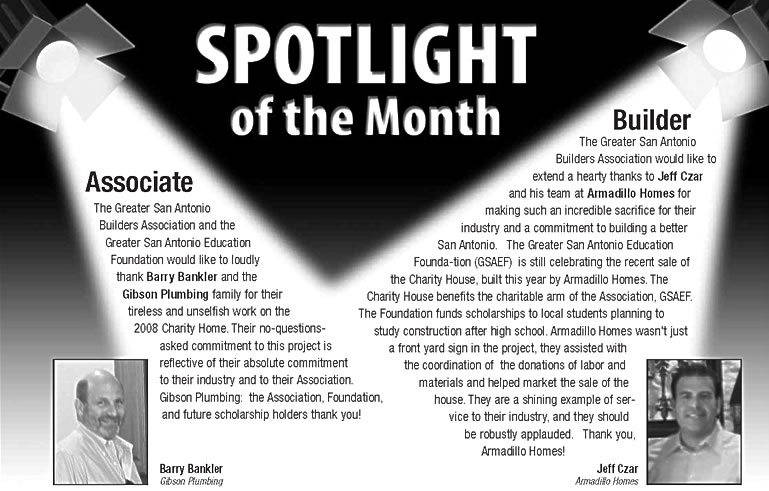 SPOTLIGHT
of the Month
Associate
The Greater San Antonio
Builders Association and the
Greater San Antonio Education
Foundation would like to loudly
thank Barry Bankler and the
Gibson Plumbing family for their
tireless and unselfish work on the
2008 Charity Home. Their no-questions-
asked commitment to this project is
reflective of their absolute commitment
to their industry and to their Association.
Gibson Plumbing: the Association, Foundation,
and future scholarship holders thank you!
Barry Bankler
Gibson Plumbing
Builder
The Greater San Antonio
Builders Association would like to
extend a hearty thanks to Jeff Czar
and his team at Armadillo Homes for
making such an incredible sacrifice for their
industry and a commitment to building a better
San Antonio. The Greater San Antonio Education
Founda-tion (GSAEF) is still celebrating the recent sale of
the Charity House, built this year by Armadillo Homes. The
Charity House benefits the charitable arm of the Association, GSAEF.
The Foundation funds scholarships to local students planning to
study construction after high school. Armadillo Homes wasn't just
a front yard sign in the project, they assisted with
the coordination of the donations of labor and
materials and helped market the sale of the
house. They are a shining example of ser-
vice to their industry, and they should
be robustly applauded. Thank you,
Armadillo Homes!
Jeff Czar
Armadillo Homes